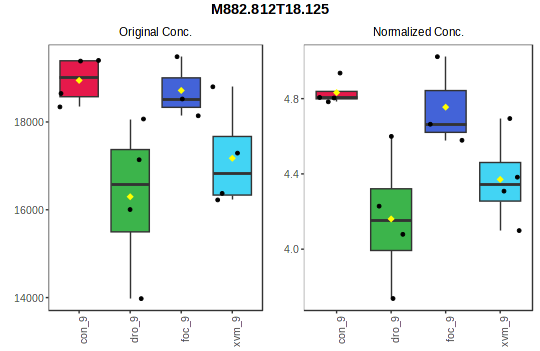 M882.812T18.125
Original Conc.
Normalized Conc.
18000
16000
14000
4.8
4.4
4.0
con_9
dro_9
foc_9
xvm_9
con_9
dro_9
foc_9
xvm_9